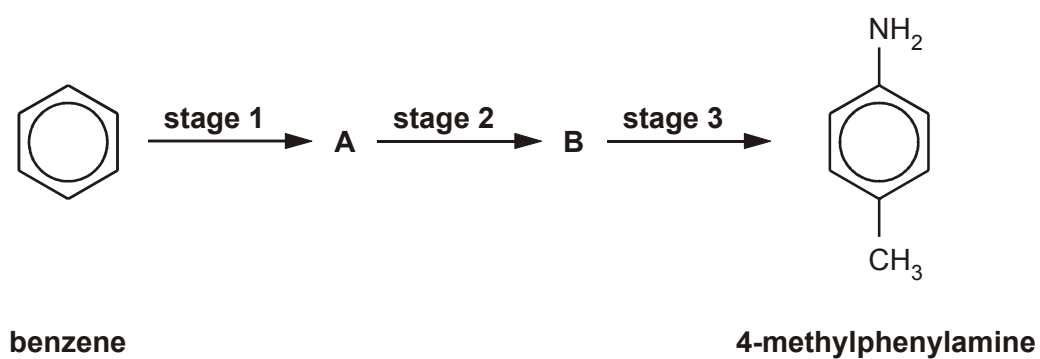 NH2
stage 1
A
stage 2
B
stage 3
CH3
benzene
4-methylphenylamine